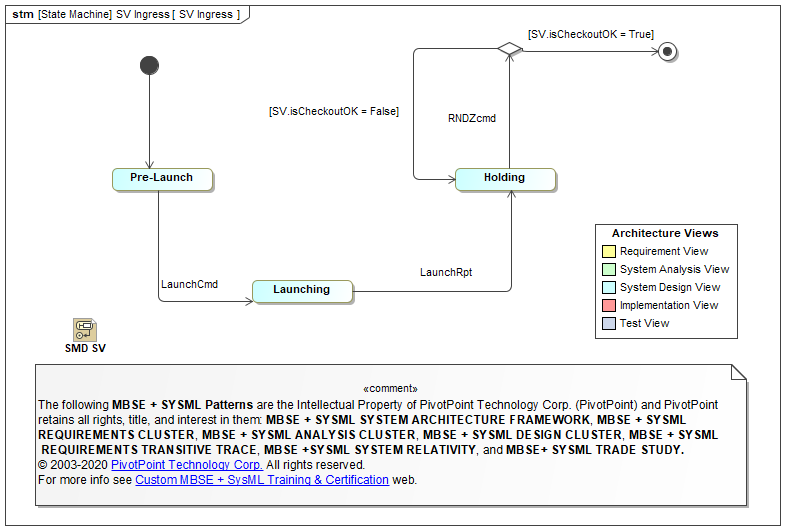 stm [State Machine] SV Ingress [ SV Ingress ]
[SV.isCheckoutOK = True]
[SV.isCheckoutOK = False]
RNDZcmd
Pre-Launch
Holding
LaunchCmd
Launching
LaunchRpt
Architecture Views
Requirement View
System Analysis View
System Design View
Implementation View
Test View
SMD SV
«comment»
The following MBSE + SYSML Patterns are the Intellectual Property of PivotPoint Technology Corp. (PivotPoint) and PivotPoint
retains all rights, title, and interest in them: MBSE + SYSML SYSTEM ARCHITECTURE FRAMEWORK, MBSE + SYSML
REQUIREMENTS CLUSTER, MBSE + SYSML ANALYSIS CLUSTER, MBSE + SYSML DESIGN CLUSTER, MBSE + SYSML
REQUIREMENTS TRANSITIVE TRACE, MBSE +SYSML SYSTEM RELATIVITY, and MBSE+ SYSML TRADE STUDY.
© 2003-2020 PivotPoint Technology Corp. All rights reserved.
For more info see Custom MBSE + SysML Training & Certification web.